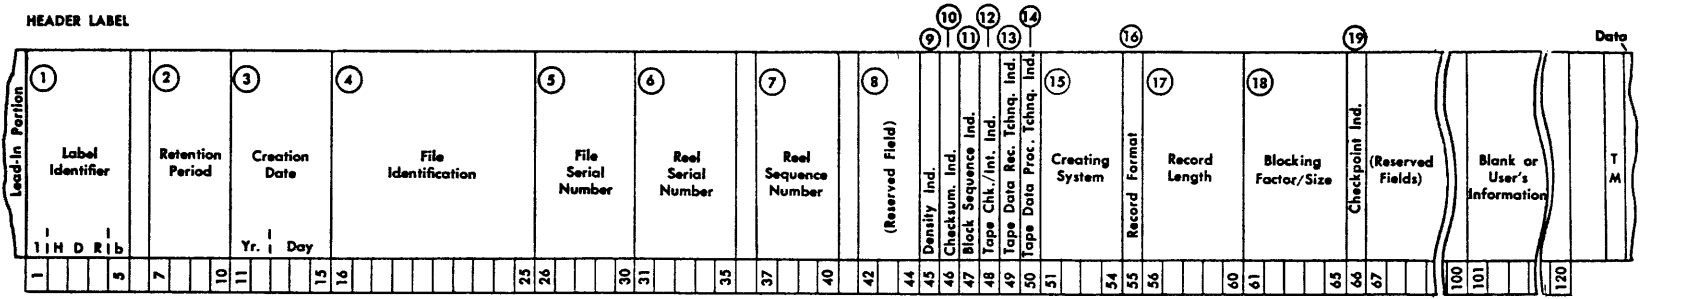 HEADER LABEL
Lead-In Portion
1
Label
Identifier
1 H D R b
2
Retention
Period
3
Creation
Date
Yr. Day
4
File
Identification
5
File
Serial
Number
6
Reel
Serial
Number
7
Reel
Sequence
Number
8
(Reserved Field)
9
Density Ind.
10
Checksum. Ind.
11
Block Sequence Ind.
12
Tape Chk./Int. Ind.
13
Tape Data Rec. Tchnq. Ind.
14
Tape Data Proc. Tchnq. Ind.
15
Creating
System
16
Record Format
17
Record
Length
18
Blocking
Factor/Size
19
Checkpoint Ind.
(Reserved
Fields)
Blank or
User's
Information
Data
T
M
1 5 7 10 11 15 16 25 26 30 31 35 37 40 42 44 45 46 47 48 49 50 51 54 55 56 60 61 65 66 67 100 101 120